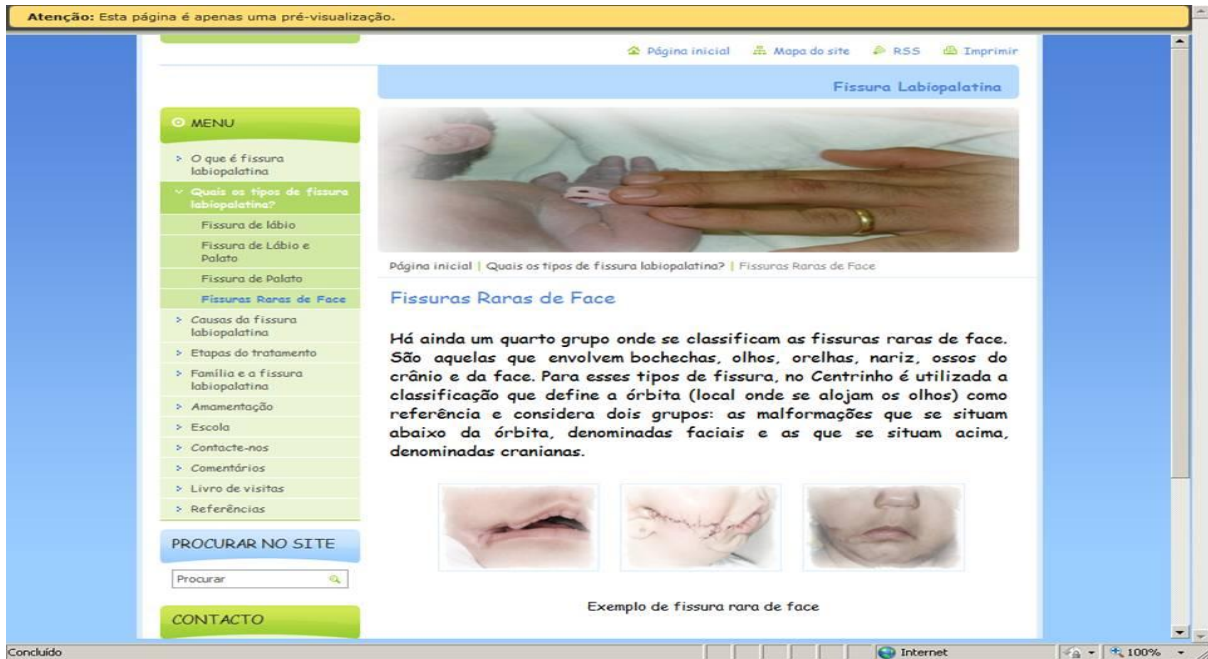 Atenção: Esta página é apenas uma pré-visualização.
Página inicial
Mapa do site
RSS
Imprimir
Fissura Labiopalatina
MENU
O que é fissura
labiopalatina
Quais os tipos de fissura
labiopalatina?
Fissura de lábio
Fissura de Lábio e
Palato
Fissura de Palato
Fissuras Raras de Face
Causas da fissura
labiopalatina
Etapas do tratamento
Família e a fissura
labiopalatina
Amamentação
Escola
Contacte-nos
Comentários
Livro de visitas
Referências
PROCURAR NO SITE
Procurar
CONTACTO
Página inicial | Quais os tipos de fissura labiopalatina? | Fissuras Raras de Face
Fissuras Raras de Face
Há ainda um quarto grupo onde se classificam as fissuras raras de face.
São aquelas que envolvem bochechas, olhos, orelhas, nariz, ossos do
crânio e da face. Para esses tipos de fissura, no Centrinho é utilizada a
classificação que define a órbita (local onde se alojam os olhos) como
referência e considera dois grupos: as malformações que se situam
abaixo da órbita, denominadas faciais e as que se situam acima,
denominadas cranianas.
Exemplo de fissura rara de face
Concluído
Internet
100%